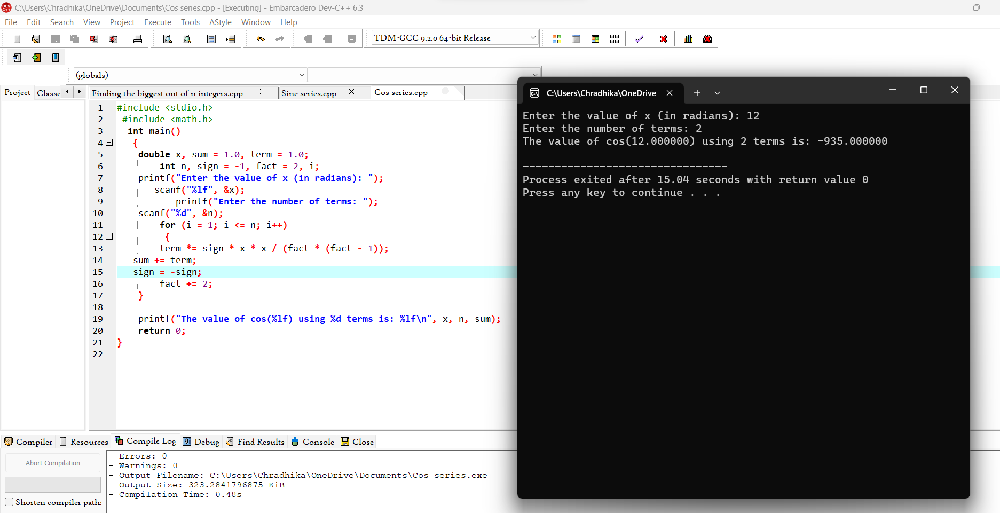 C:\Users\Chradhika\OneDrive\Documents\Cos series.cpp - [Executing] - Embarcadero Dev-C++ 6.3
File Edit Search View Project Execute Tools AStyle Window Help
TDM-GCC 9.2.0 64-bit Release
(globals)
Project Classe Finding the biggest out of n integers.cpp Sine series.cpp Cos series.cpp
1 #include <stdio.h>
2 #include <math.h>
3 int main()
4 {
5 double x, sum = 1.0, term = 1.0;
6 int n, sign = -1, fact = 2, i;
7 printf("Enter the value of x (in radians): ");
8 scanf("%lf", &x);
9 printf("Enter the number of terms: ");
10 scanf("%d", &n);
11 for (i = 1; i <= n; i++)
12 {
13 term *= sign * x * x / (fact * (fact - 1));
14 sum += term;
15 sign = -sign;
16 fact += 2;
17 }
18
19 printf("The value of cos(%lf) using %d terms is: %lf\n", x, n, sum);
20 return 0;
21 }
22
C:\Users\Chradhika\OneDrive
Enter the value of x (in radians): 12
Enter the number of terms: 2
The value of cos(12.000000) using 2 terms is: -935.000000
--------------------------------
Process exited after 15.04 seconds with return value 0
Press any key to continue . . .
Compiler Resources Compile Log Debug Find Results Console Close
Abort Compilation
Shorten compiler path
- Errors: 0
- Warnings: 0
- Output Filename: C:\Users\Chradhika\OneDrive\Documents\Cos series.exe
- Output Size: 323.2841796875 KiB
- Compilation Time: 0.48s